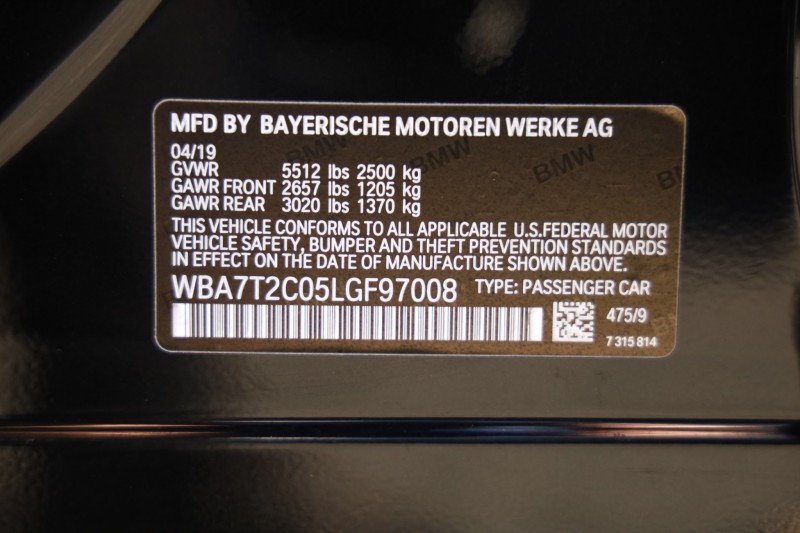 MFD BY BAYERISCHE MOTOREN WERKE AG
04/19
GVWR 5512 lbs 2500 kg
GAWR FRONT 2657 lbs 1205 kg
GAWR REAR 3020 lbs 1370 kg
THIS VEHICLE CONFORMS TO ALL APPLICABLE U.S.FEDERAL MOTOR
VEHICLE SAFETY, BUMPER AND THEFT PREVENTION STANDARDS
IN EFFECT ON THE DATE OF MANUFACTURE SHOWN ABOVE.
WBA7T2C05LGF97008 TYPE: PASSENGER CAR
475/9
7 315 814
BMW
BMW
BMW